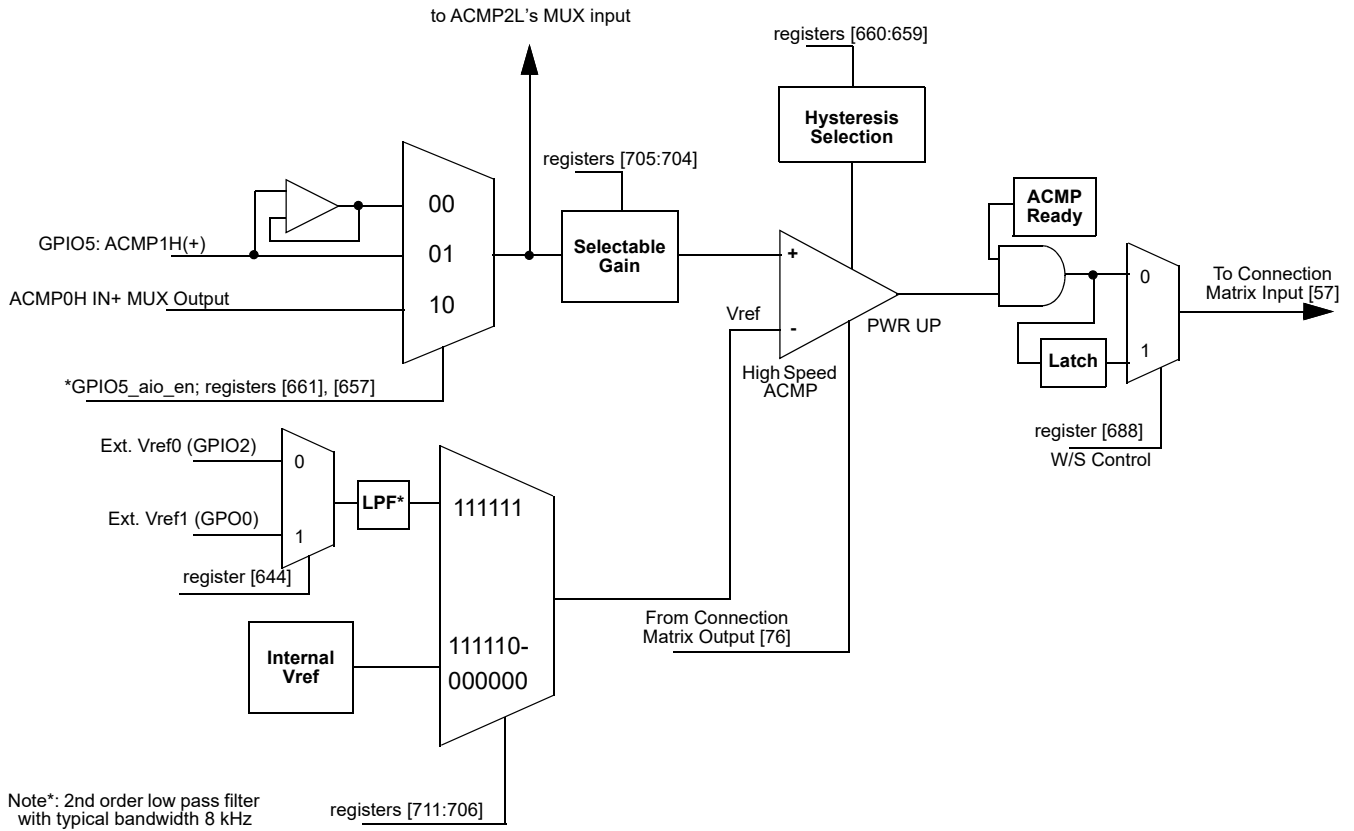 to ACMP2L's MUX input
registers [660:659]
Hysteresis
Selection
registers [705:704]
ACMP
Ready
00
GPIO5: ACMP1H(+)
01
Selectable
Gain
+
0
To Connection
Matrix Input [57]
ACMP0H IN+ MUX Output
10
Vref
-
PWR UP
Latch
1
High Speed
ACMP
*GPIO5_aio_en; registers [661], [657]
register [688]
W/S Control
Ext. Vref0 (GPIO2)
0
LPF*
111111
Ext. Vref1 (GPO0)
1
register [644]
From Connection
Matrix Output [76]
Internal
Vref
111110-
000000
Note*: 2nd order low pass filter
with typical bandwidth 8 kHz
registers [711:706]